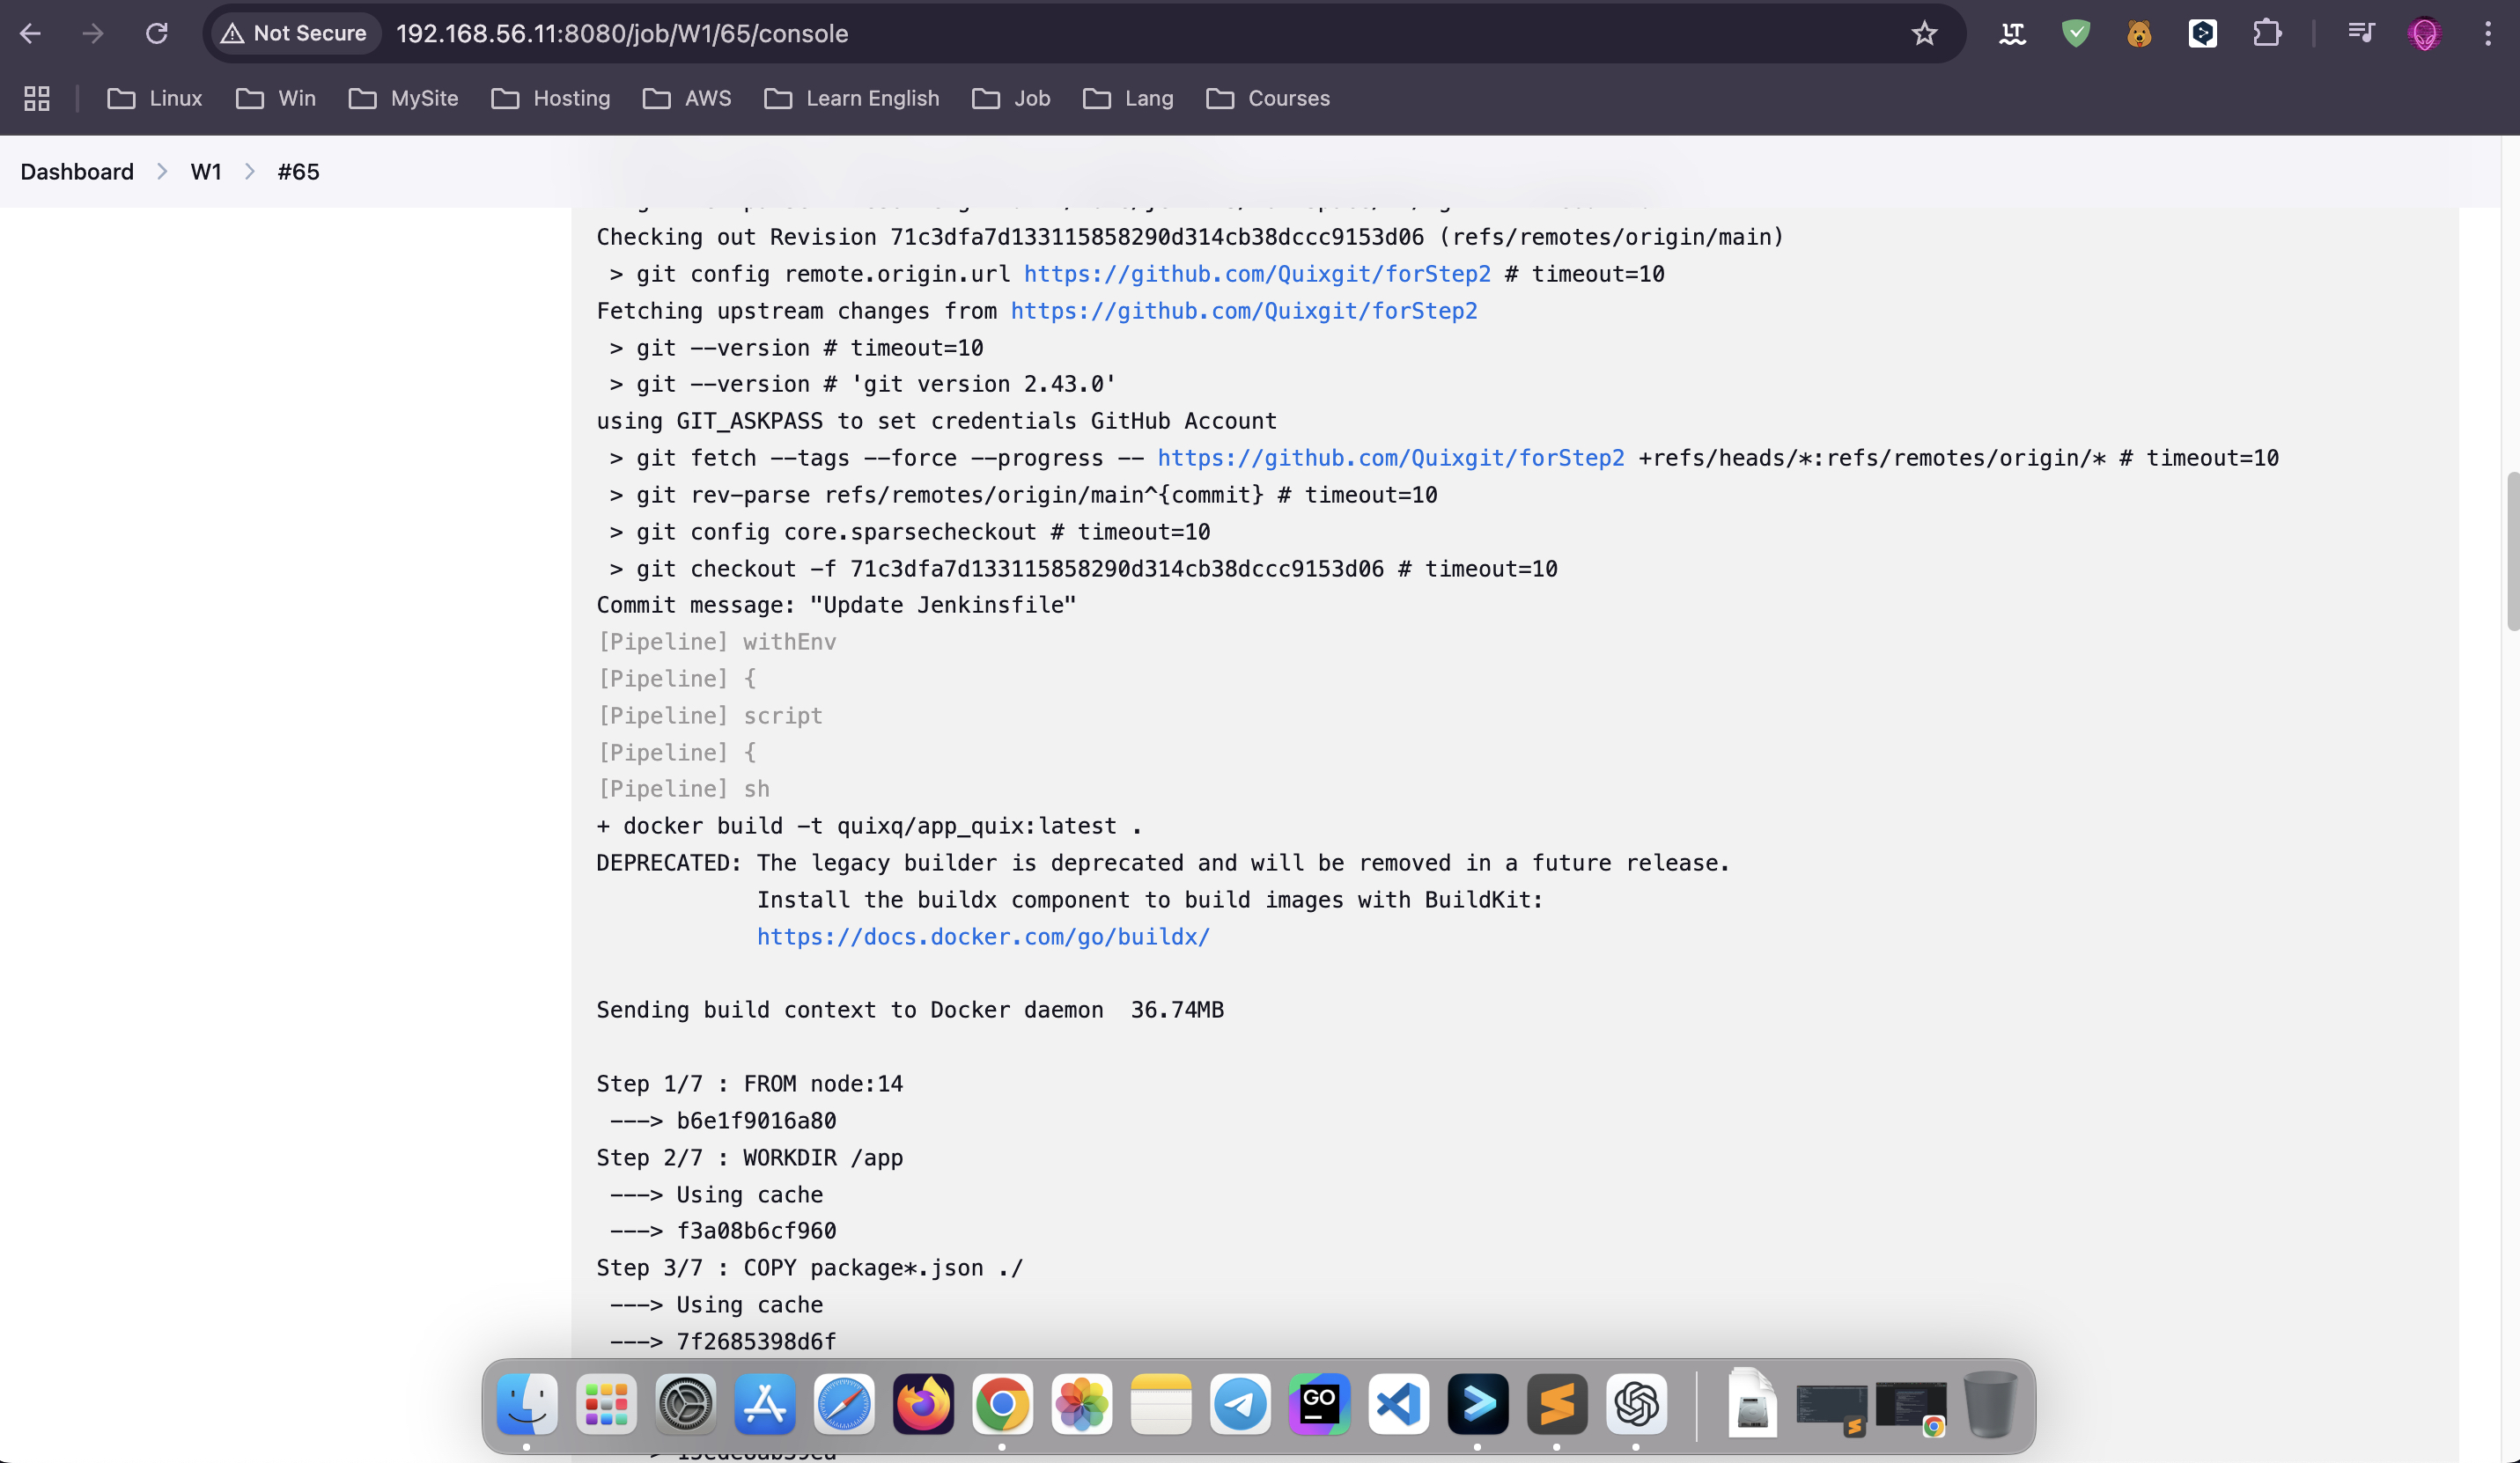 Not Secure 192.168.56.11:8080/job/W1/65/console
Linux Win MySite Hosting AWS Learn English Job Lang Courses
Dashboard > W1 > #65
Checking out Revision 71c3dfa7d133115858290d314cb38dccc9153d06 (refs/remotes/origin/main)
> git config remote.origin.url https://github.com/Quixgit/forStep2 # timeout=10
Fetching upstream changes from https://github.com/Quixgit/forStep2
> git --version # timeout=10
> git --version # 'git version 2.43.0'
using GIT_ASKPASS to set credentials GitHub Account
> git fetch --tags --force --progress -- https://github.com/Quixgit/forStep2 +refs/heads/*:refs/remotes/origin/* # timeout=10
> git rev-parse refs/remotes/origin/main^{commit} # timeout=10
> git config core.sparsecheckout # timeout=10
> git checkout -f 71c3dfa7d133115858290d314cb38dccc9153d06 # timeout=10
Commit message: "Update Jenkinsfile"
[Pipeline] withEnv
[Pipeline] {
[Pipeline] script
[Pipeline] {
[Pipeline] sh
+ docker build -t quixq/app_quix:latest .
DEPRECATED: The legacy builder is deprecated and will be removed in a future release.
Install the buildx component to build images with BuildKit:
https://docs.docker.com/go/buildx/
Sending build context to Docker daemon  36.74MB
Step 1/7 : FROM node:14
---> b6e1f9016a80
Step 2/7 : WORKDIR /app
---> Using cache
---> f3a08b6cf960
Step 3/7 : COPY package*.json ./
---> Using cache
---> 7f2685398d6f
GO